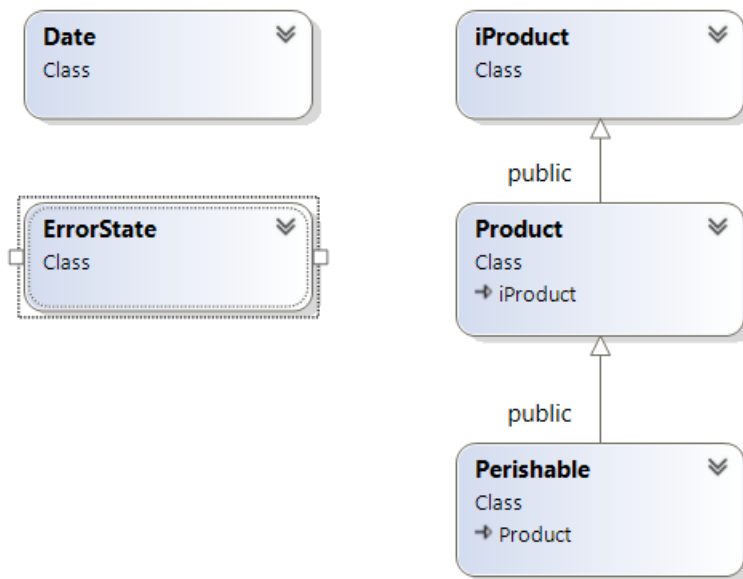 Date
Class
iProduct
Class
public
ErrorState
Class
Product
Class
iProduct
public
Perishable
Class
Product